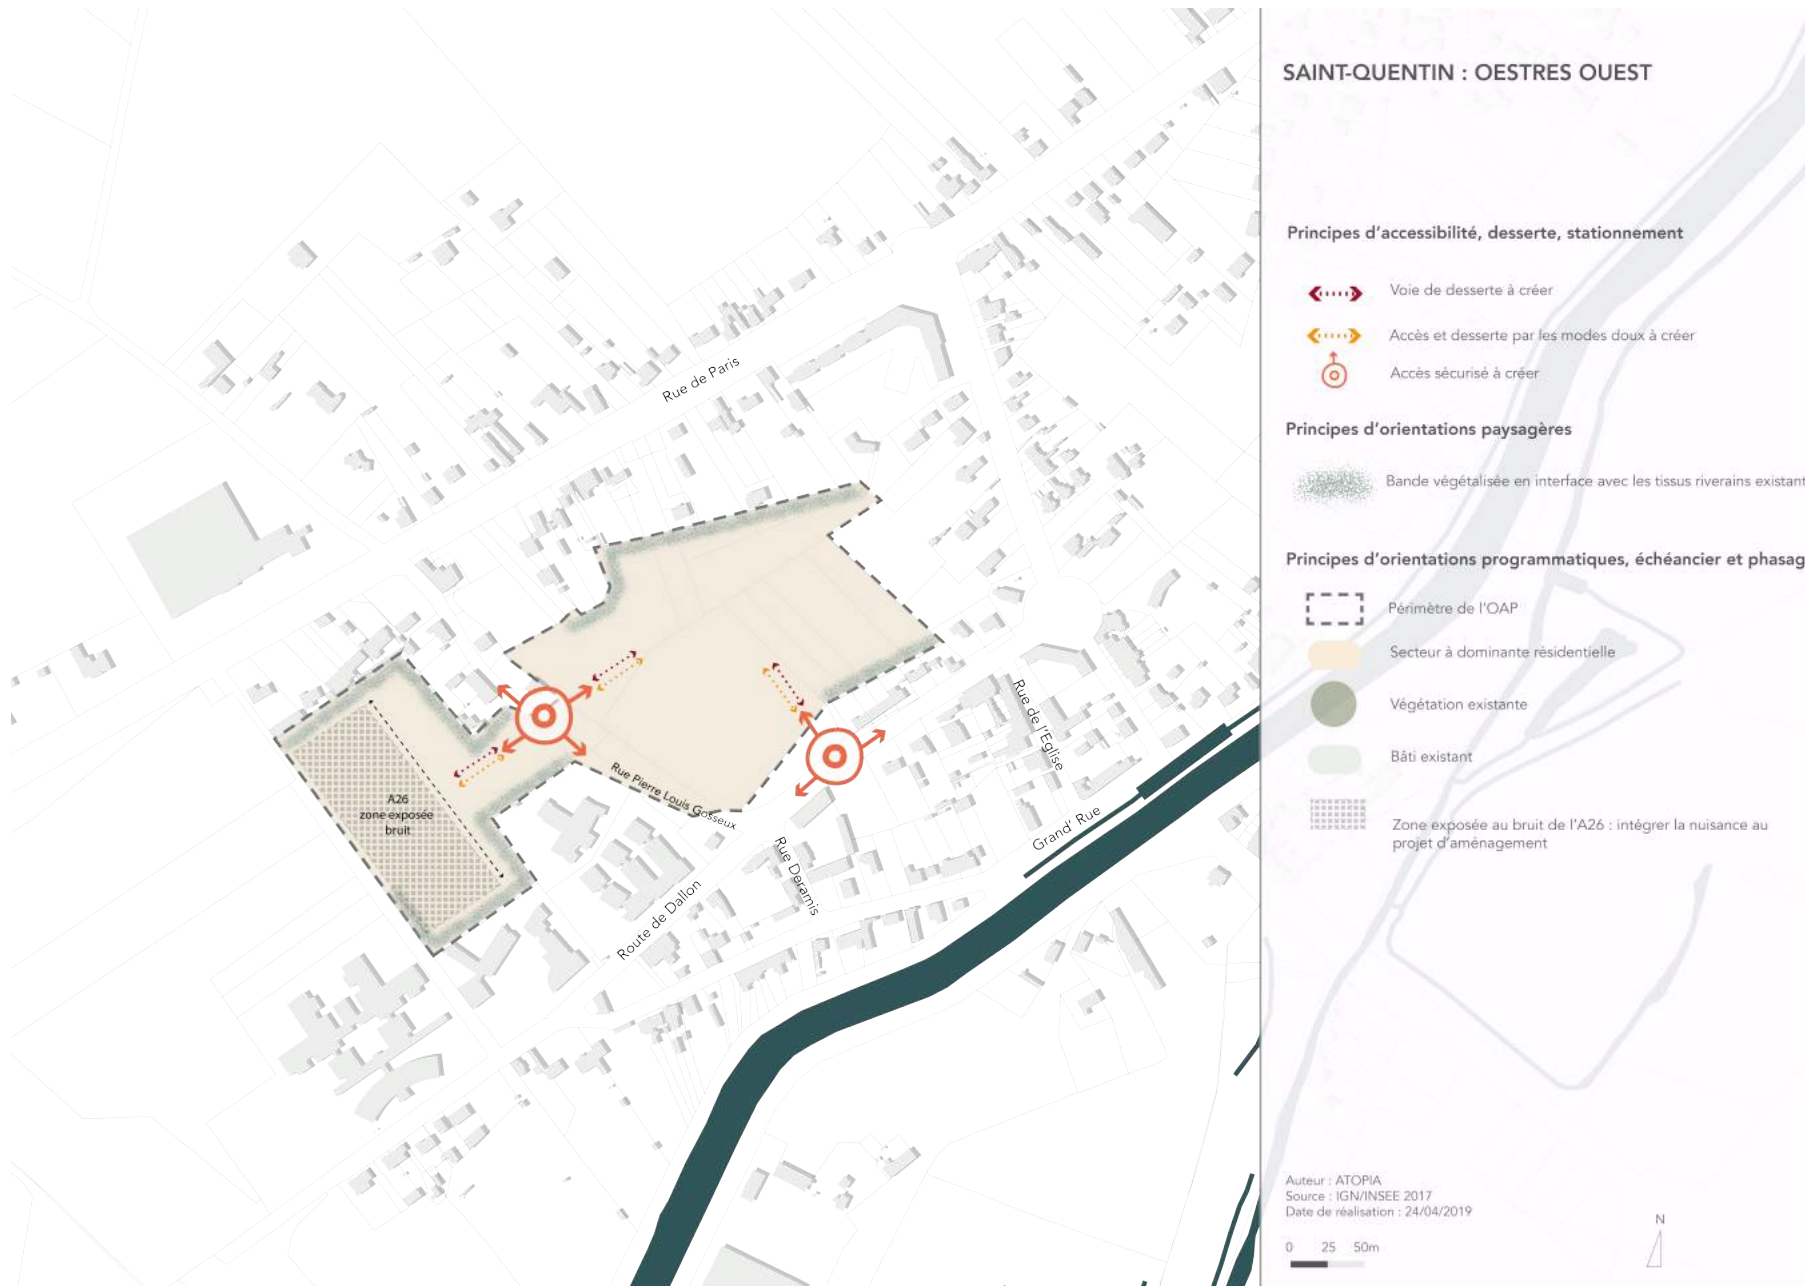 SAINT-QUENTIN : OESTRES OUEST
Principes d'accessibilité, desserte, stationnement
Voie de desserte à créer
Accès et desserte par les modes doux à créer
Accès sécurisé à créer
Principes d'orientations paysagères
Bande végétalisée en interface avec les tissus riverains existant
Principes d'orientations programmatiques, échéancier et phasag
Périmètre de l'OAP
Secteur à dominante résidentielle
Végétation existante
Bâti existant
Zone exposée au bruit de l'A26 : intégrer la nuisance au
projet d'aménagement
Rue de Paris
A26
zone exposée
bruit
Rue Pierre Louis Gosseux
Rue de l'Eglise
Grand' Rue
Rue Deramis
Route de Dallon
Auteur : ATOPIA
Source : IGN/INSEE 2017
Date de réalisation : 24/04/2019
0 25 50m
N